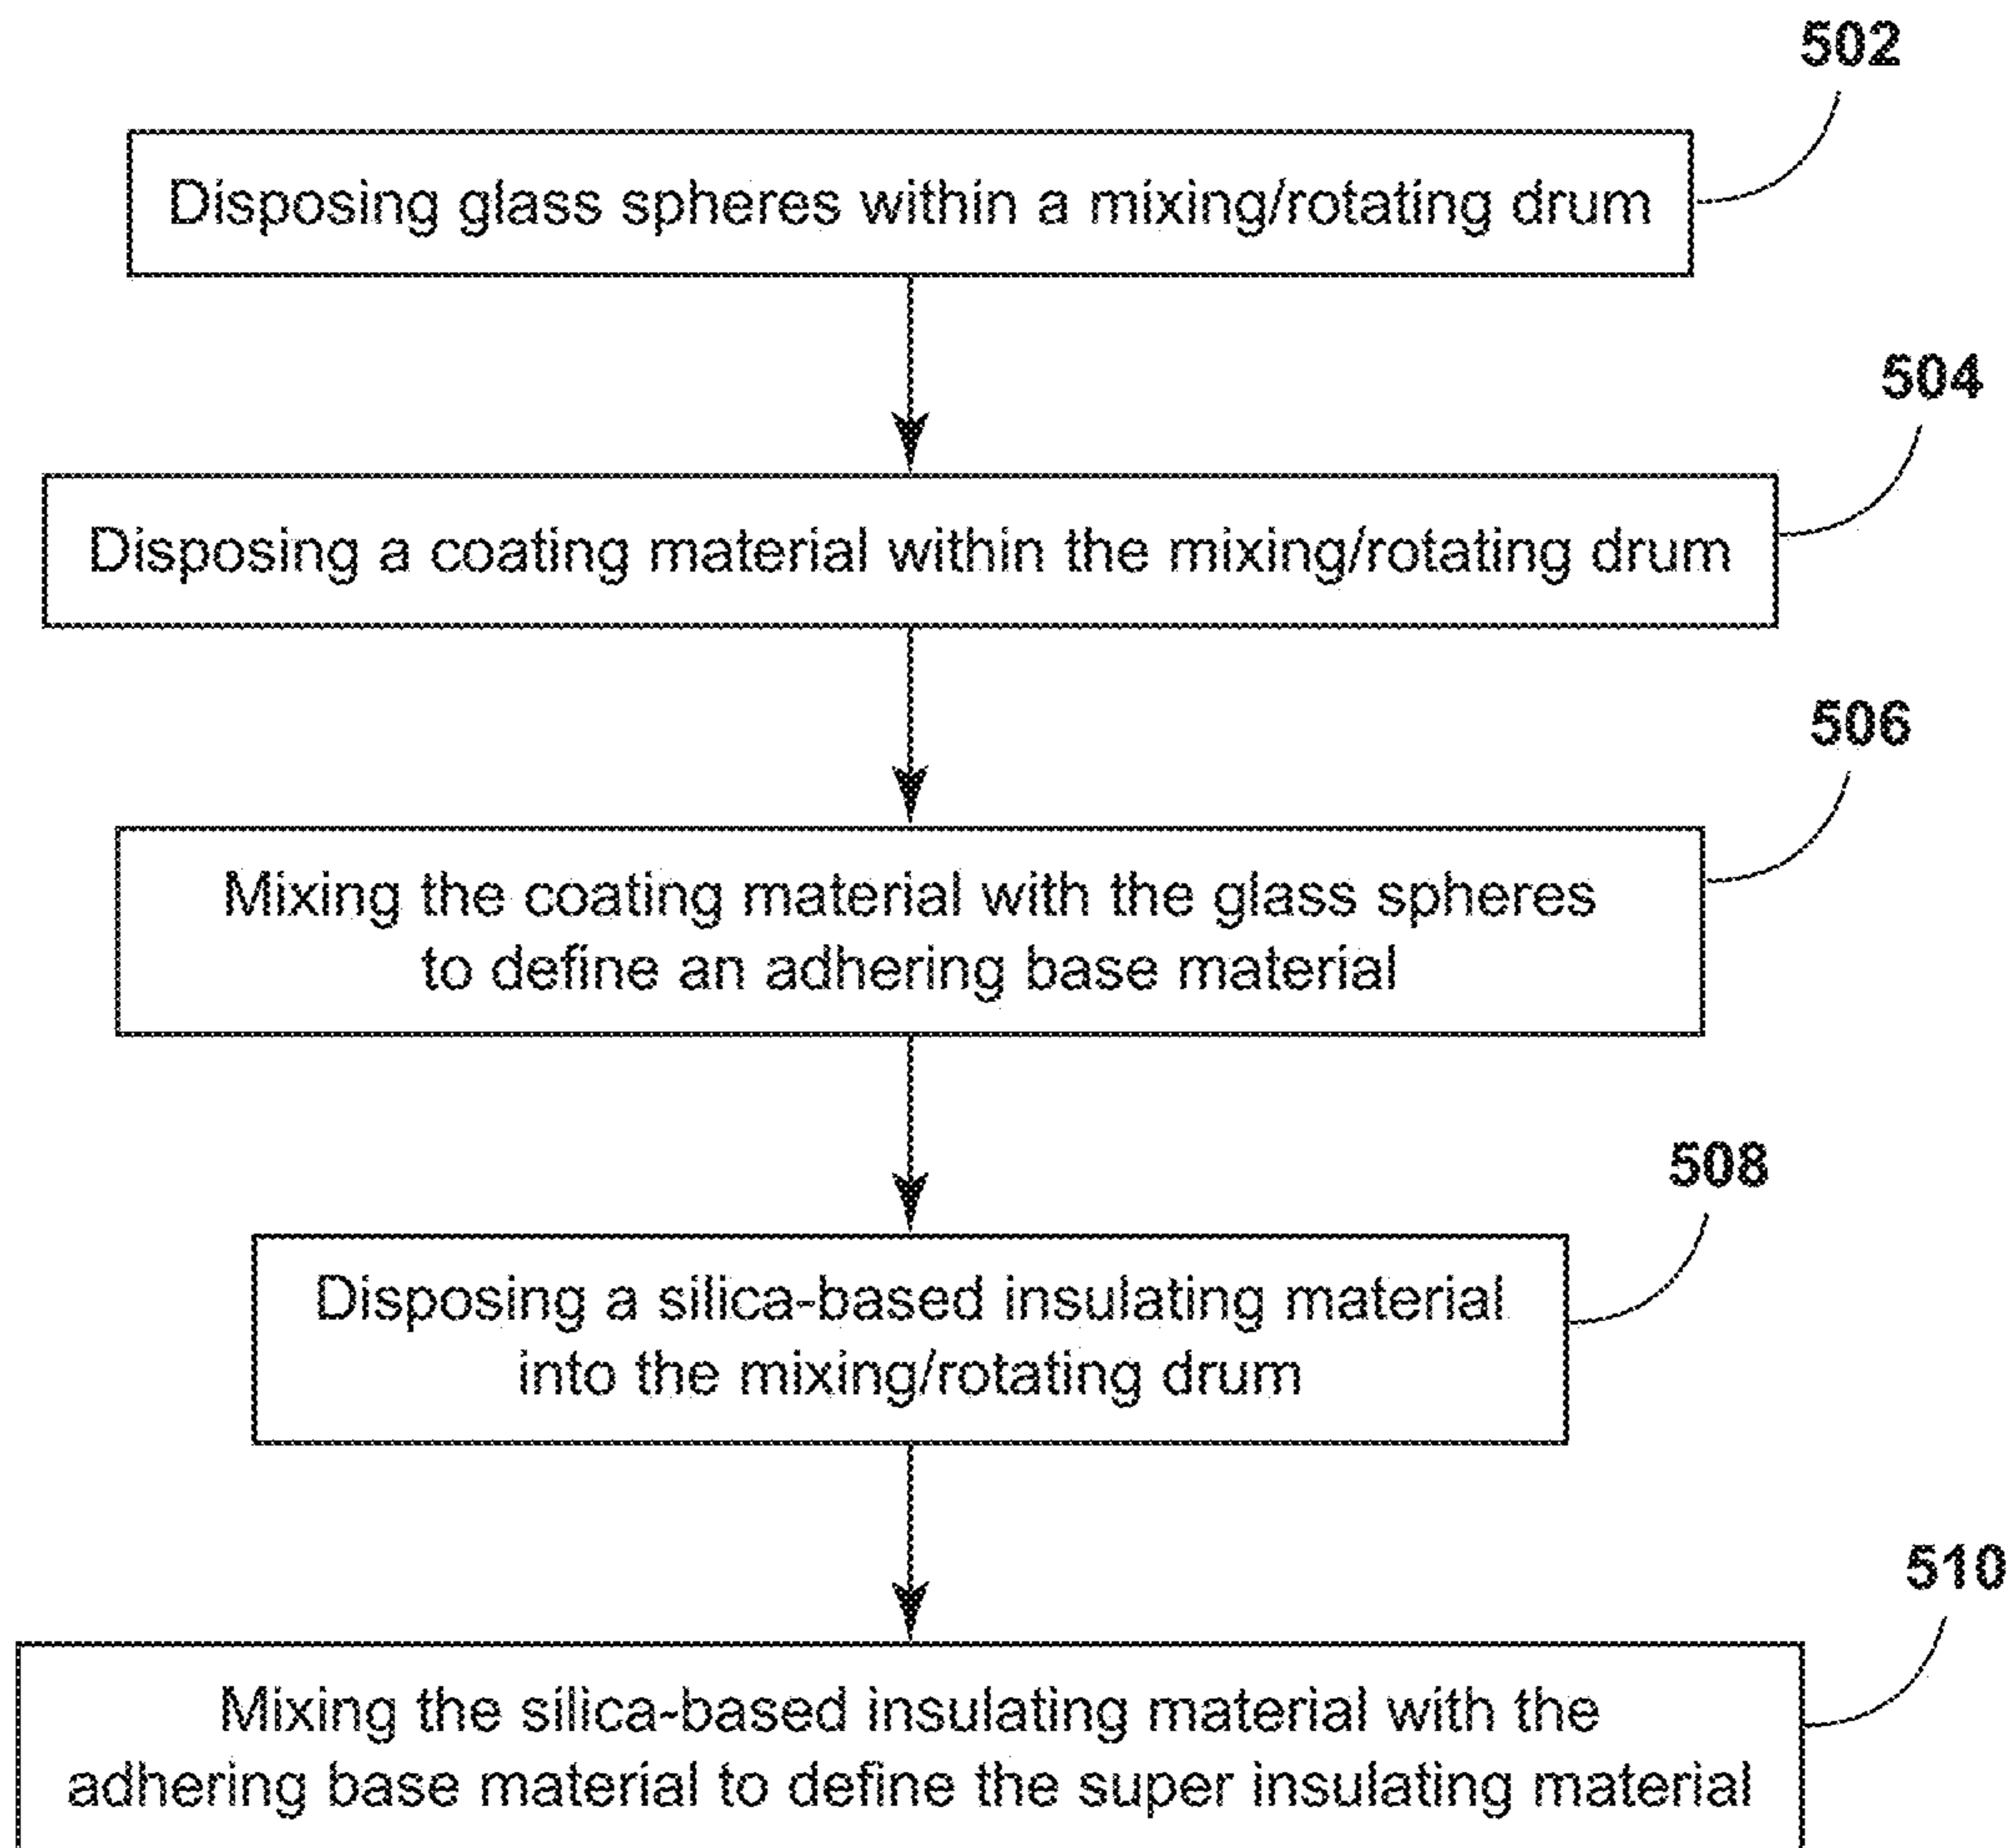 502
Disposing glass spheres within a mixing/rotating drum
504
Disposing a coating material within the mixing/rotating drum
506
Mixing the coating material with the glass spheres
to define an adhering base material
508
Disposing a silica-based insulating material
into the mixing/rotating drum
510
Mixing the silica-based insulating material with the
adhering base material to define the super insulating material